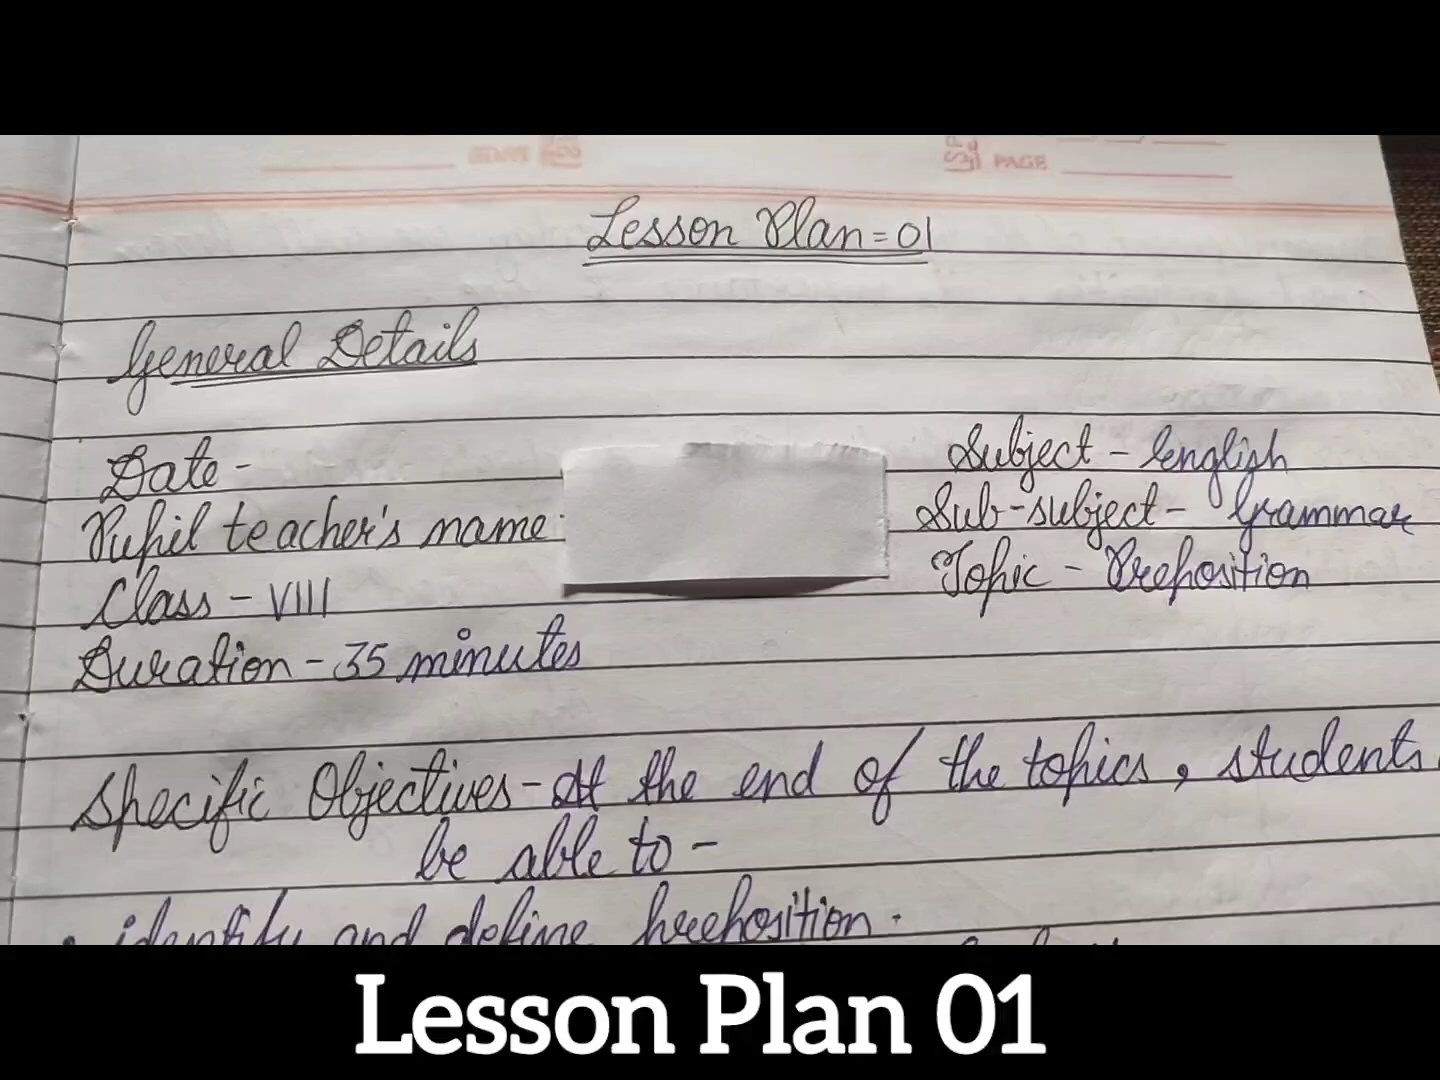 PAGE
Lesson Plan = 01
General Details
Date -
Pupil teacher's name
Class - VIII
Duration - 35 minutes
Subject - English
Sub-subject - Grammar
Topic - Preposition
Specific Objectives - At the end of the topics, students
be able to -
• identify and define preposition.
Lesson Plan 01